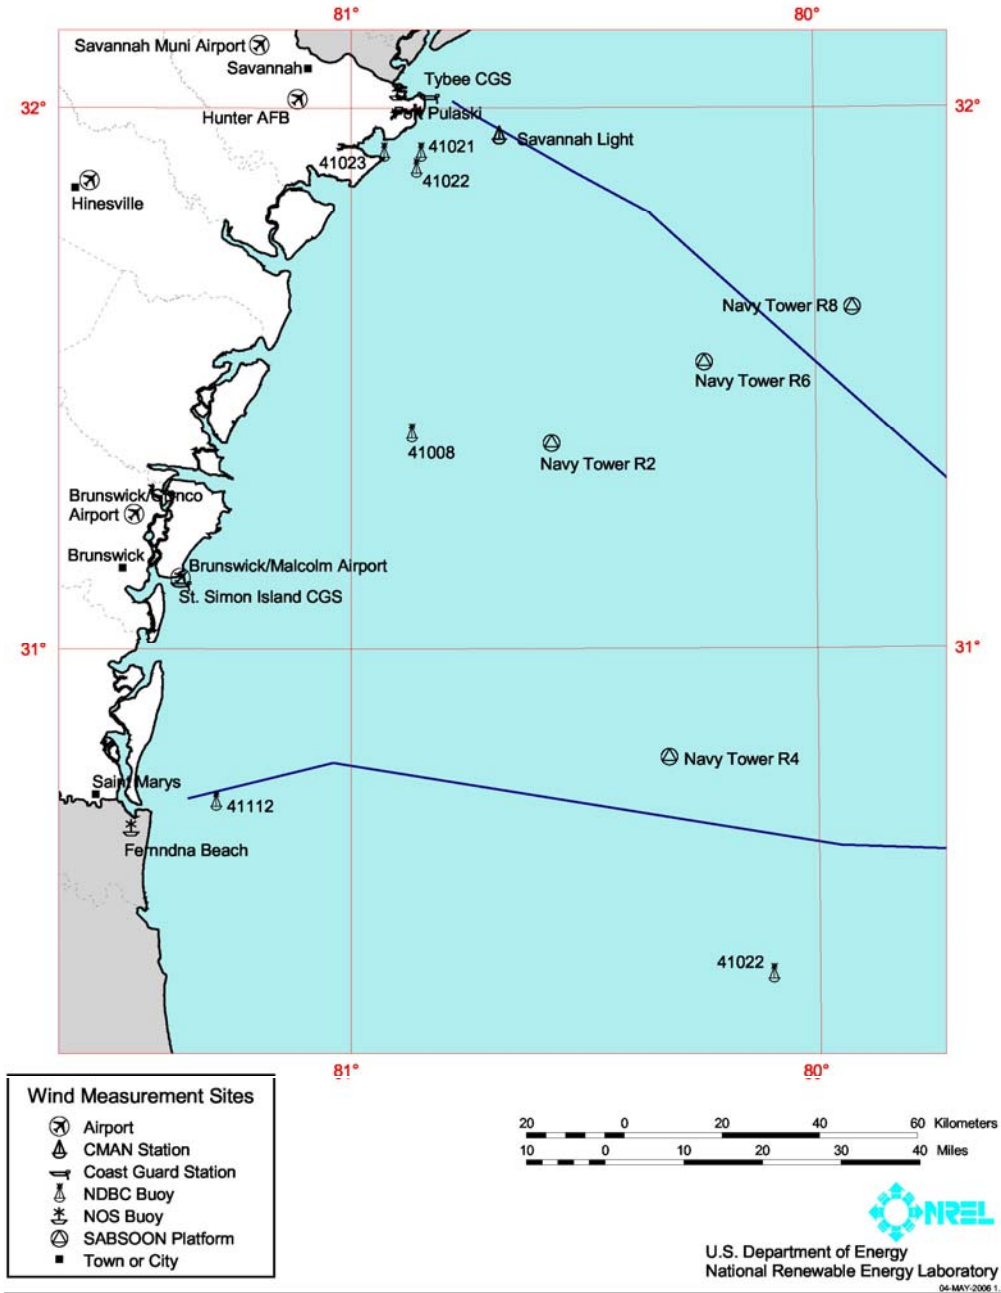 81°
80°
Savannah Muni Airport
Savannah
Tybee CGS
32°
32°
Hunter AFB
Fort Pulaski
Savannah Light
41023
41021
41022
Hinesville
Navy Tower R8
Navy Tower R6
41008
Navy Tower R2
Brunswick/Glynco
Airport
Brunswick
Brunswick/Malcolm Airport
St. Simon Island CGS
31°
31°
Navy Tower R4
Saint Marys
41112
Fernndna Beach
41022
81°
80°
Wind Measurement Sites
Airport
CMAN Station
Coast Guard Station
NDBC Buoy
NOS Buoy
SABSOON Platform
Town or City
20 0 20 40 60 Kilometers
10 0 10 20 30 40 Miles
NREL
U.S. Department of Energy
National Renewable Energy Laboratory
04-MAY-2006 1.